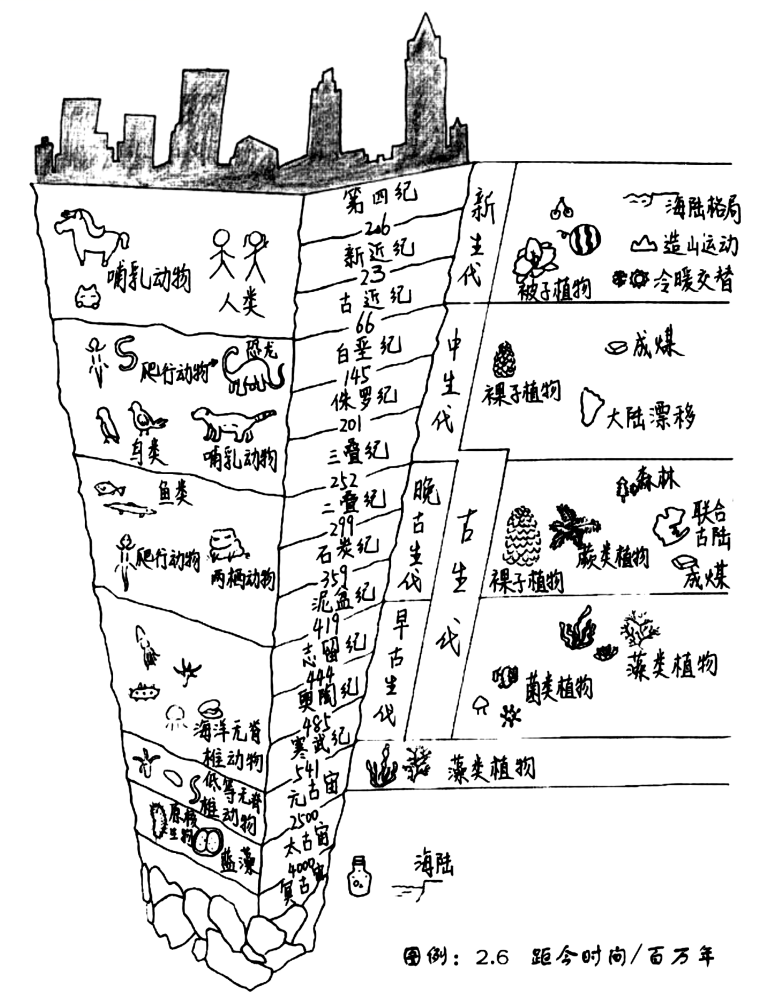 第四纪
2.6
新近纪
23
古近纪
66
白垩纪
145
侏罗纪
201
三叠纪
252
二叠纪
299
石炭纪
359
泥盆纪
419
志留纪
444
奥陶纪
485
寒武纪
541
元古宙
2500
太古宙
4000
冥古宙
新生代
中生代
晚古生代
早古生代
古生代
哺乳动物
人类
爬行动物
恐龙
鸟类
哺乳动物
鱼类
爬行动物
两栖动物
海洋无脊
椎动物
低等无脊
椎动物
原核
生物
蓝藻
被子植物
海陆格局
造山运动
冷暖交替
裸子植物
成煤
大陆漂移
裸子植物
蕨类植物
森林
联合
古陆
成煤
菌类植物
藻类植物
藻类植物
O₂
海陆
图例：2.6 距今时间/百万年